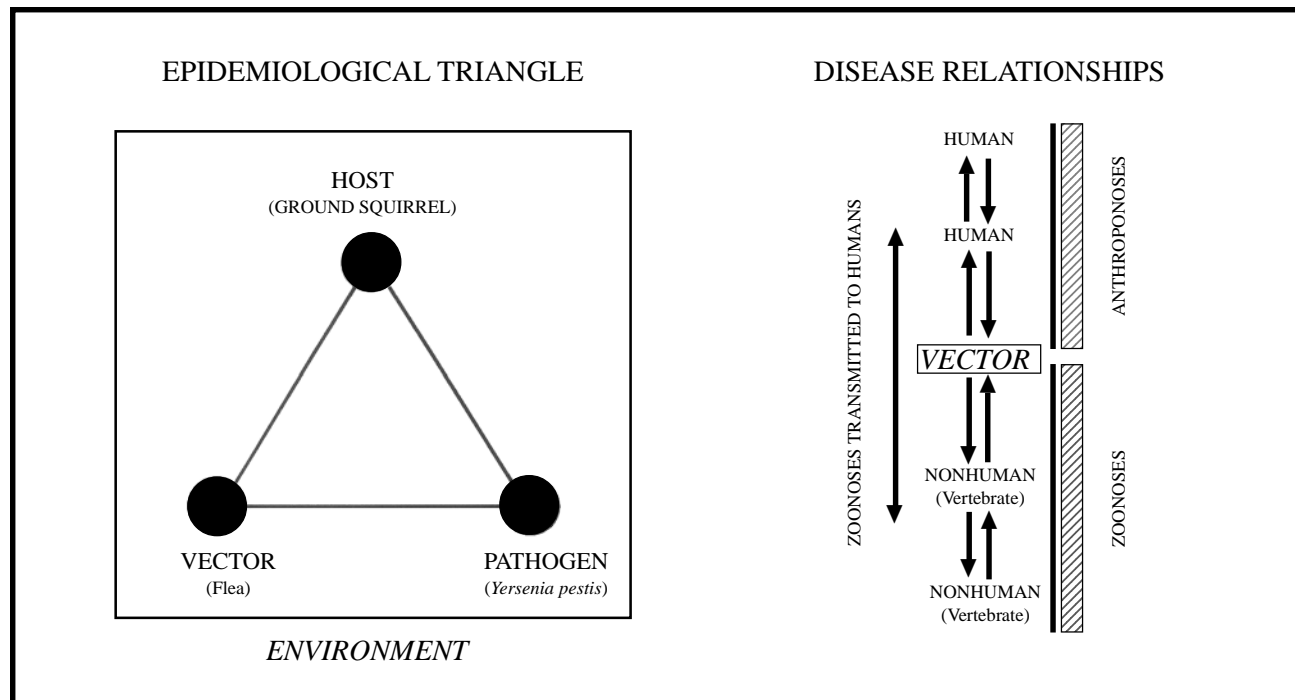 EPIDEMIOLOGICAL TRIANGLE
HOST
(GROUND SQUIRREL)
VECTOR
(Flea)
PATHOGEN
(Yersenia pestis)
ENVIRONMENT
DISEASE RELATIONSHIPS
HUMAN
HUMAN
VECTOR
NONHUMAN
(Vertebrate)
NONHUMAN
(Vertebrate)
ZOONOSES TRANSMITTED TO HUMANS
ANTHROPONOSES
ZOONOSES